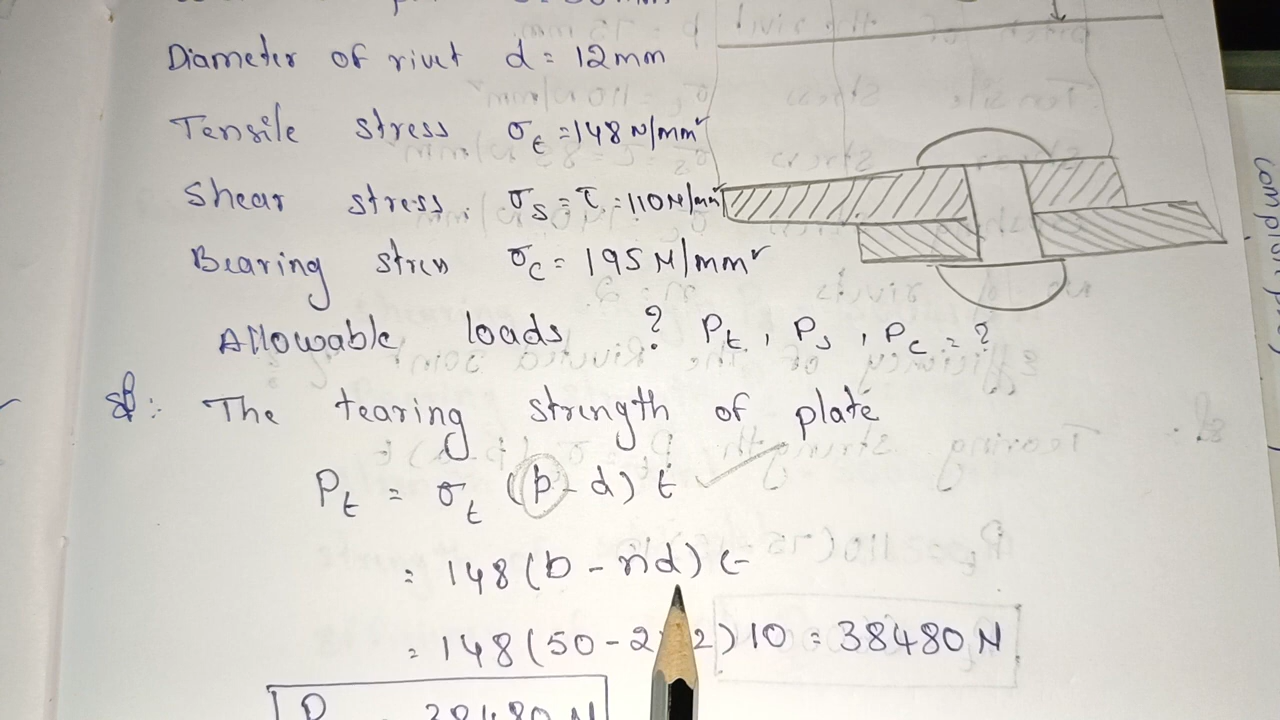 Diameter of rivet d = 12mm
Tensile stress σt = 148 N/mm²
Shear stress. σs = τ = 110 N/mm²
Bearing stress σc = 195 N/mm²
Allowable loads ? Pt, Ps, Pc = ?
Sol: The tearing strength of plate
Pt = σt (p - d) t
= 148 (b - nd) t
= 148 (50 - 2 2) 10 = 38480 N
38480 N